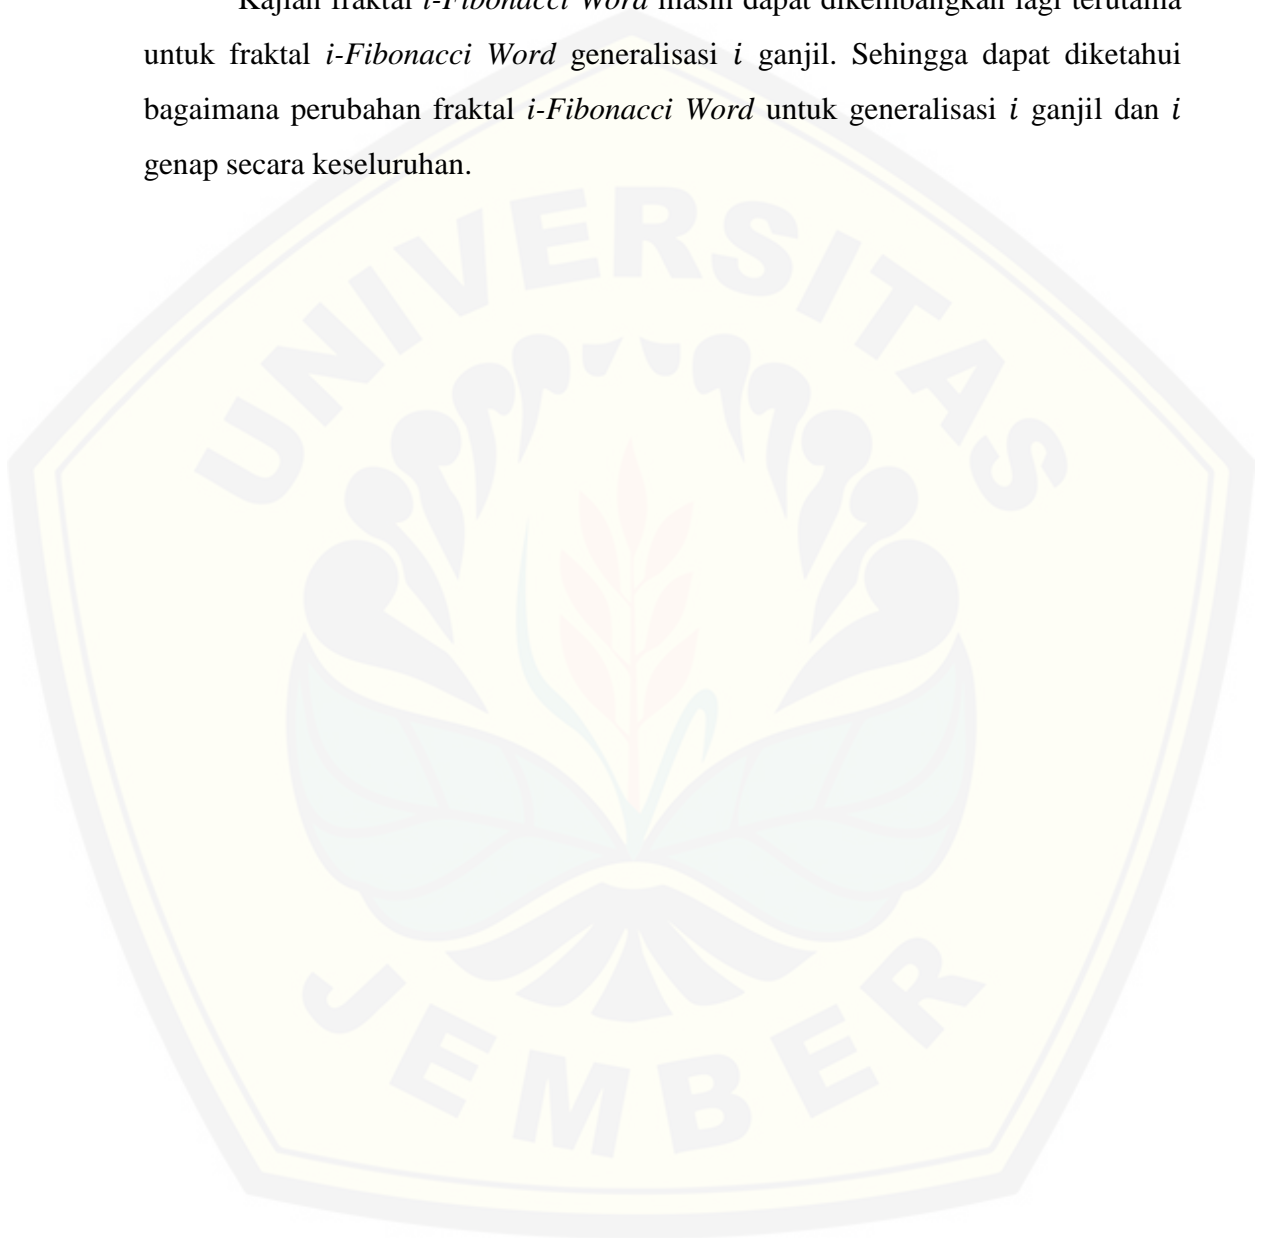 Kajian fraktal i-Fibonacci Word masih dapat dikembangkan lagi terutama
untuk fraktal i-Fibonacci Word generalisasi i ganjil. Sehingga dapat diketahui
bagaimana perubahan fraktal i-Fibonacci Word untuk generalisasi i ganjil dan i
genap secara keseluruhan.
UNIVERSITAS
JEMBER